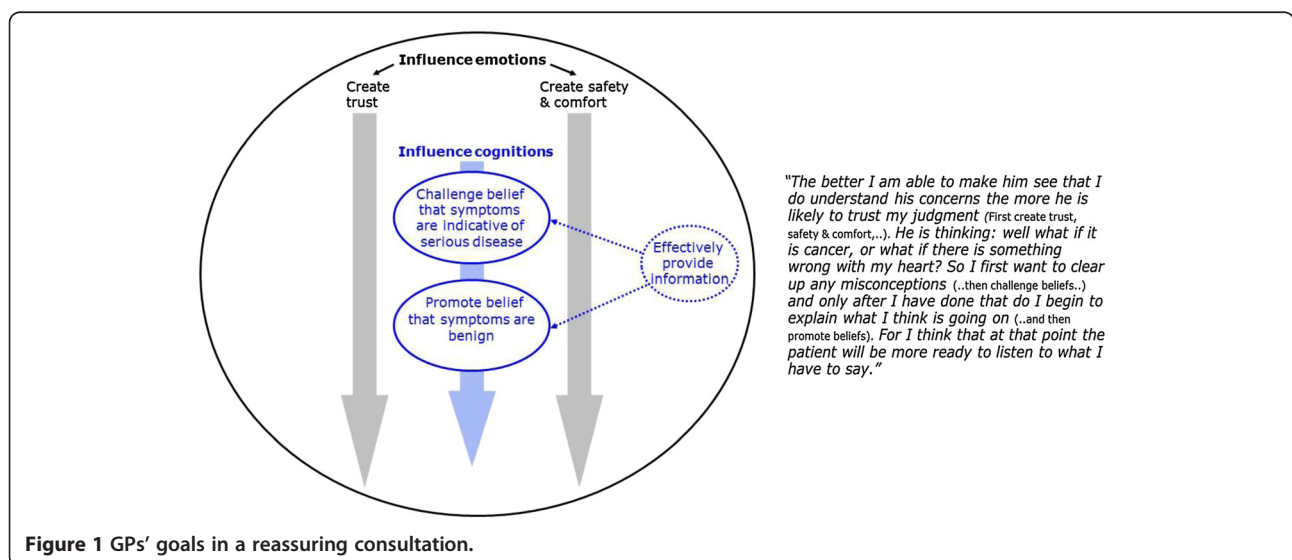 Influence emotions
Create
trust
Create safety
& comfort
Influence cognitions
Challenge belief
that symptoms
are indicative of
serious disease
Effectively
provide
information
Promote belief
that symptoms are
benign
"The better I am able to make him see that I
do understand his concerns the more he is
likely to trust my judgment (First create trust,
safety & comfort,..). He is thinking: well what if it
is cancer, or what if there is something
wrong with my heart? So I first want to clear
up any misconceptions (..then challenge beliefs..)
and only after I have done that do I begin to
explain what I think is going on (..and then
promote beliefs). For I think that at that point the
patient will be more ready to listen to what I
have to say."
Figure 1 GPs' goals in a reassuring consultation.